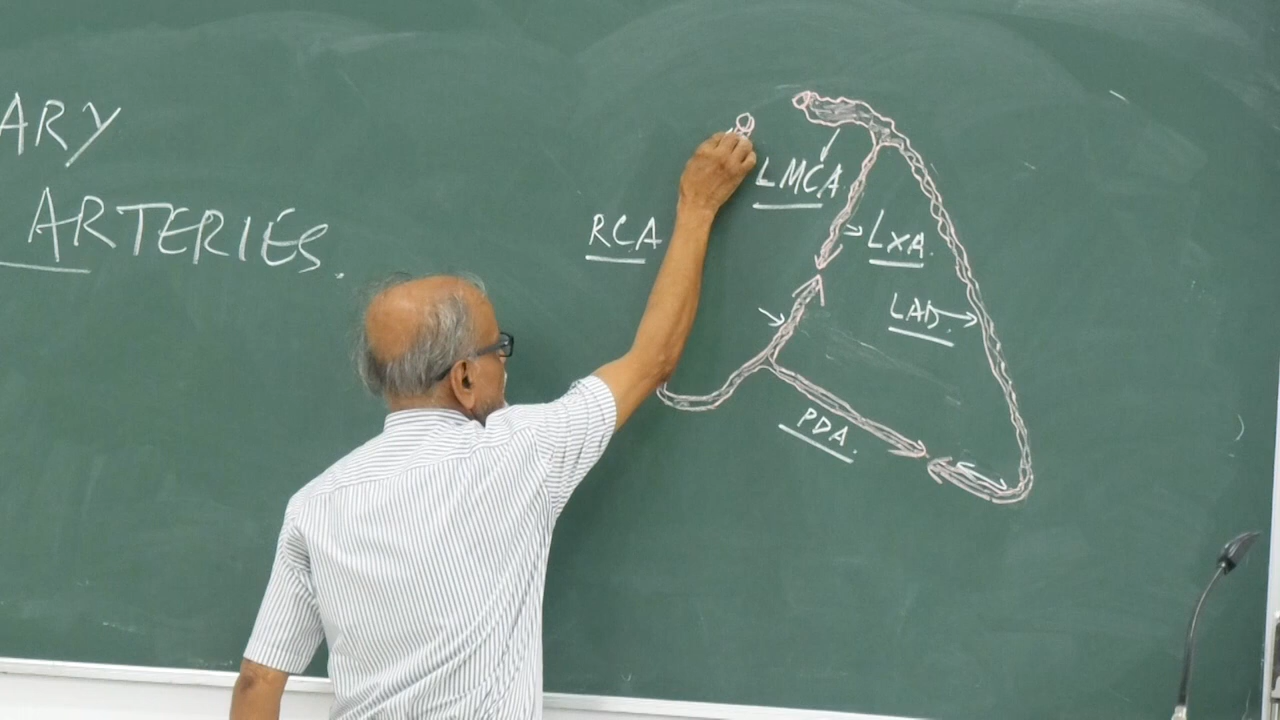 ARY
ARTERIES.
LMCA
RCA
LXA.
LAD.
PDA.